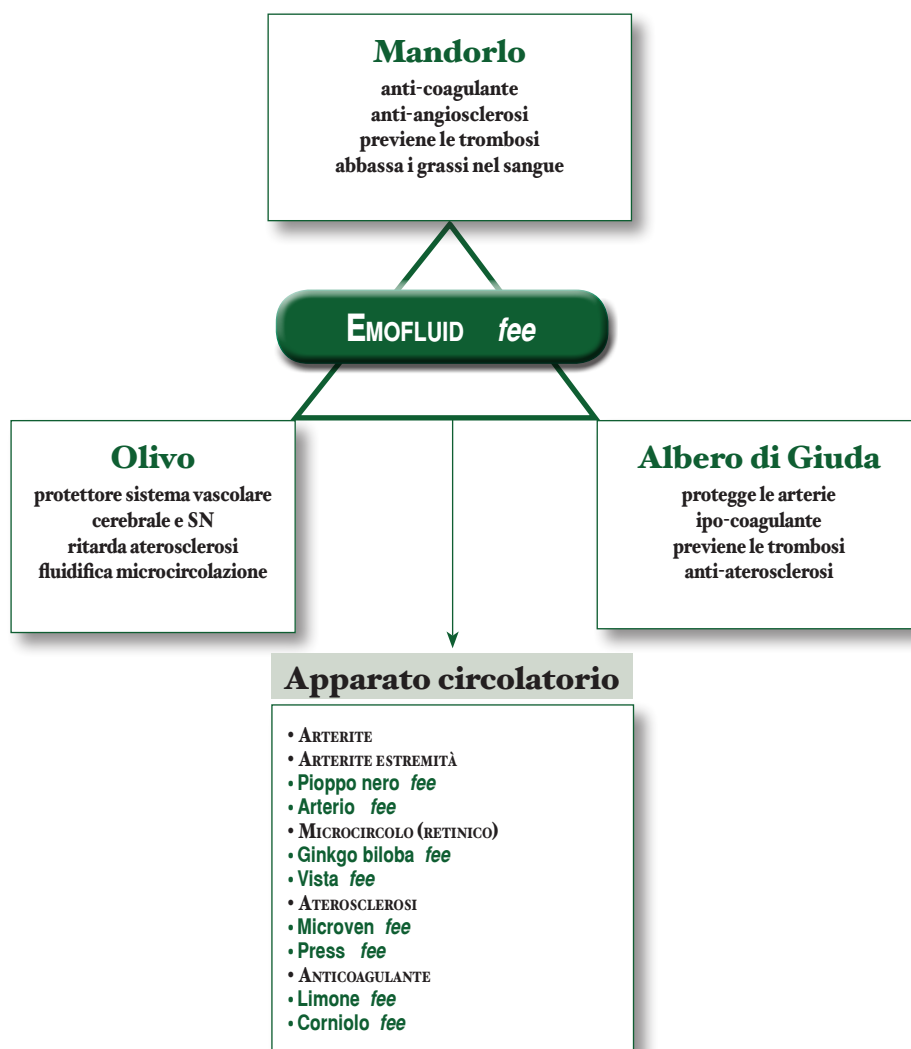 Mandorlo
anti-coagulante
anti-angiosclerosi
previene le trombosi
abbassa i grassi nel sangue
EMOFLUID fee
Olivo
protettore sistema vascolare
cerebrale e SN
ritarda aterosclerosi
fluidifica microcircolazione
Albero di Giuda
protegge le arterie
ipo-coagulante
previene le trombosi
anti-aterosclerosi
Apparato circolatorio
• ARTERITE
• ARTERITE ESTREMITÀ
• Pioppo nero fee
• Arterio fee
• MICROCIRCOLO (RETINICO)
• Ginkgo biloba fee
• Vista fee
• ATEROSCLEROSI
• Microven fee
• Press fee
• ANTICOAGULANTE
• Limone fee
• Corniolo fee